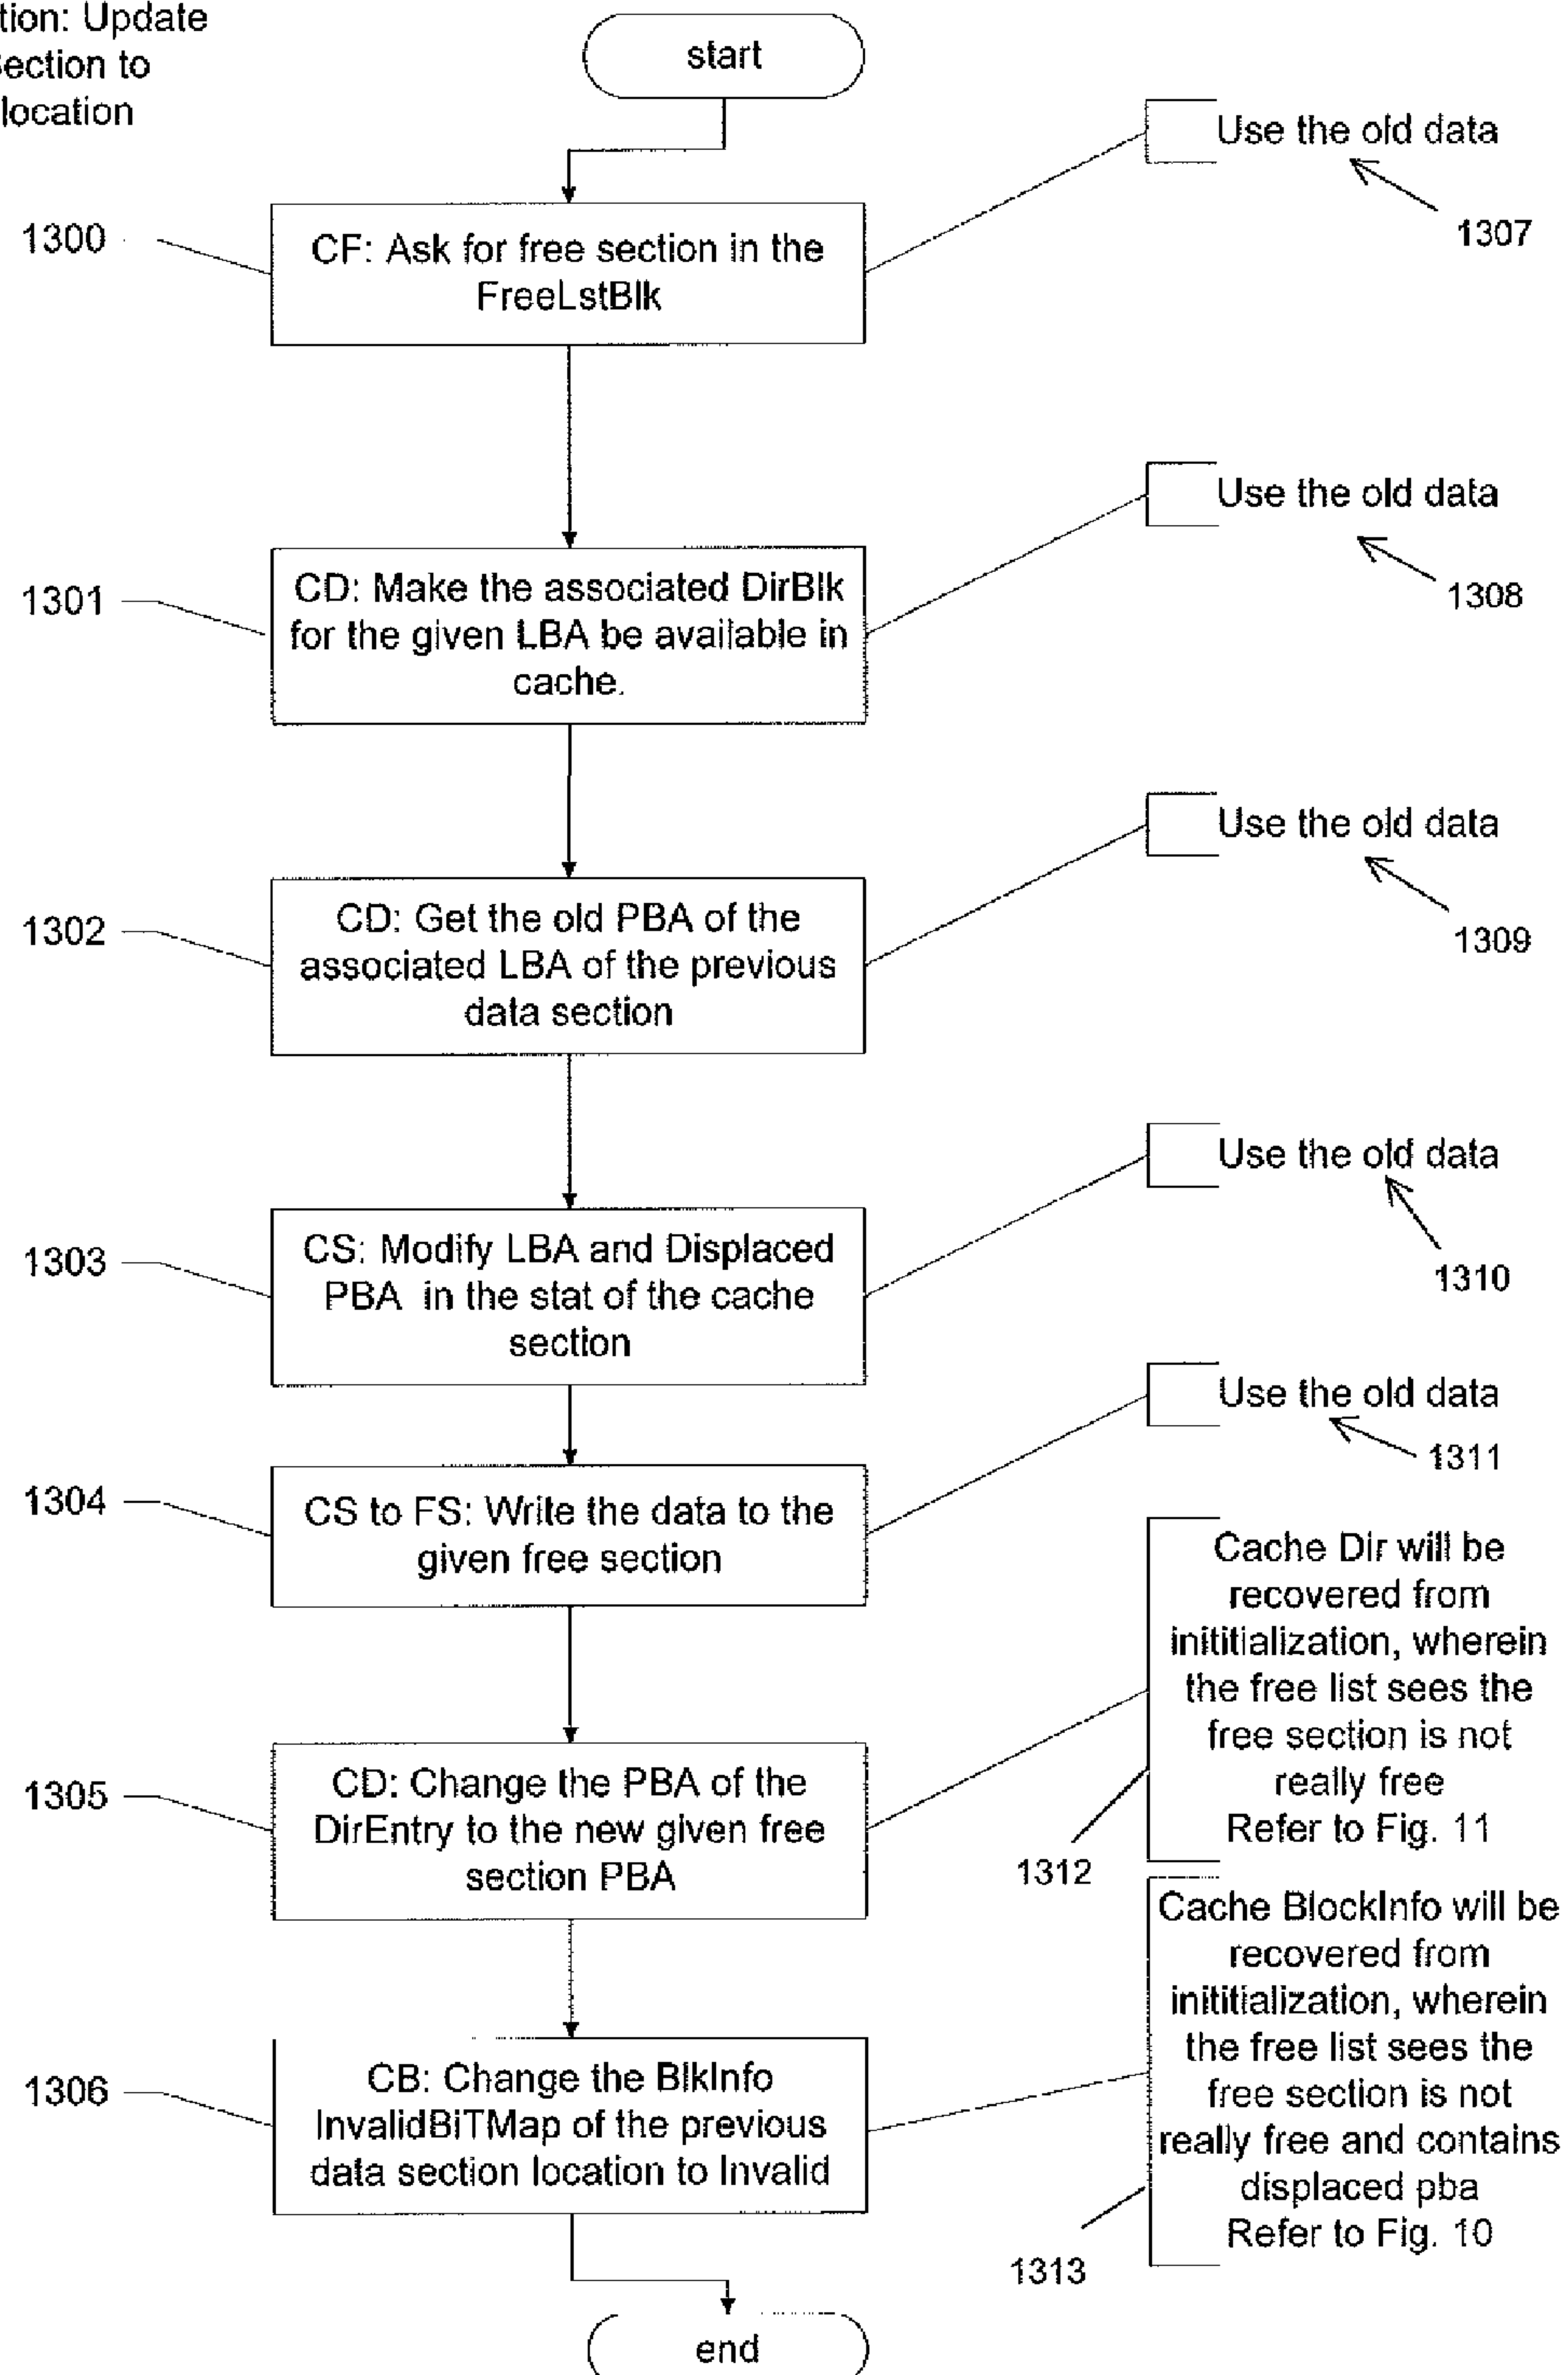 tion: Update
Section to
location
start
Use the old data
1307
1300
CF: Ask for free section in the
FreeLstBlk
Use the old data
1308
1301
CD: Make the associated DirBlk
for the given LBA be available in
cache.
Use the old data
1309
1302
CD: Get the old PBA of the
associated LBA of the previous
data section
Use the old data
1310
1303
CS: Modify LBA and Displaced
PBA in the stat of the cache
section
Use the old data
1311
1304
CS to FS: Write the data to the
given free section
Cache Dir will be
recovered from
inititialization, wherein
the free list sees the
free section is not
really free
Refer to Fig. 11
1312
1305
CD: Change the PBA of the
DirEntry to the new given free
section PBA
Cache BlockInfo will be
recovered from
inititialization, wherein
the free list sees the
free section is not
really free and contains
displaced pba
Refer to Fig. 10
1313
1306
CB: Change the BlkInfo
InvalidBiTMap of the previous
data section location to Invalid
end